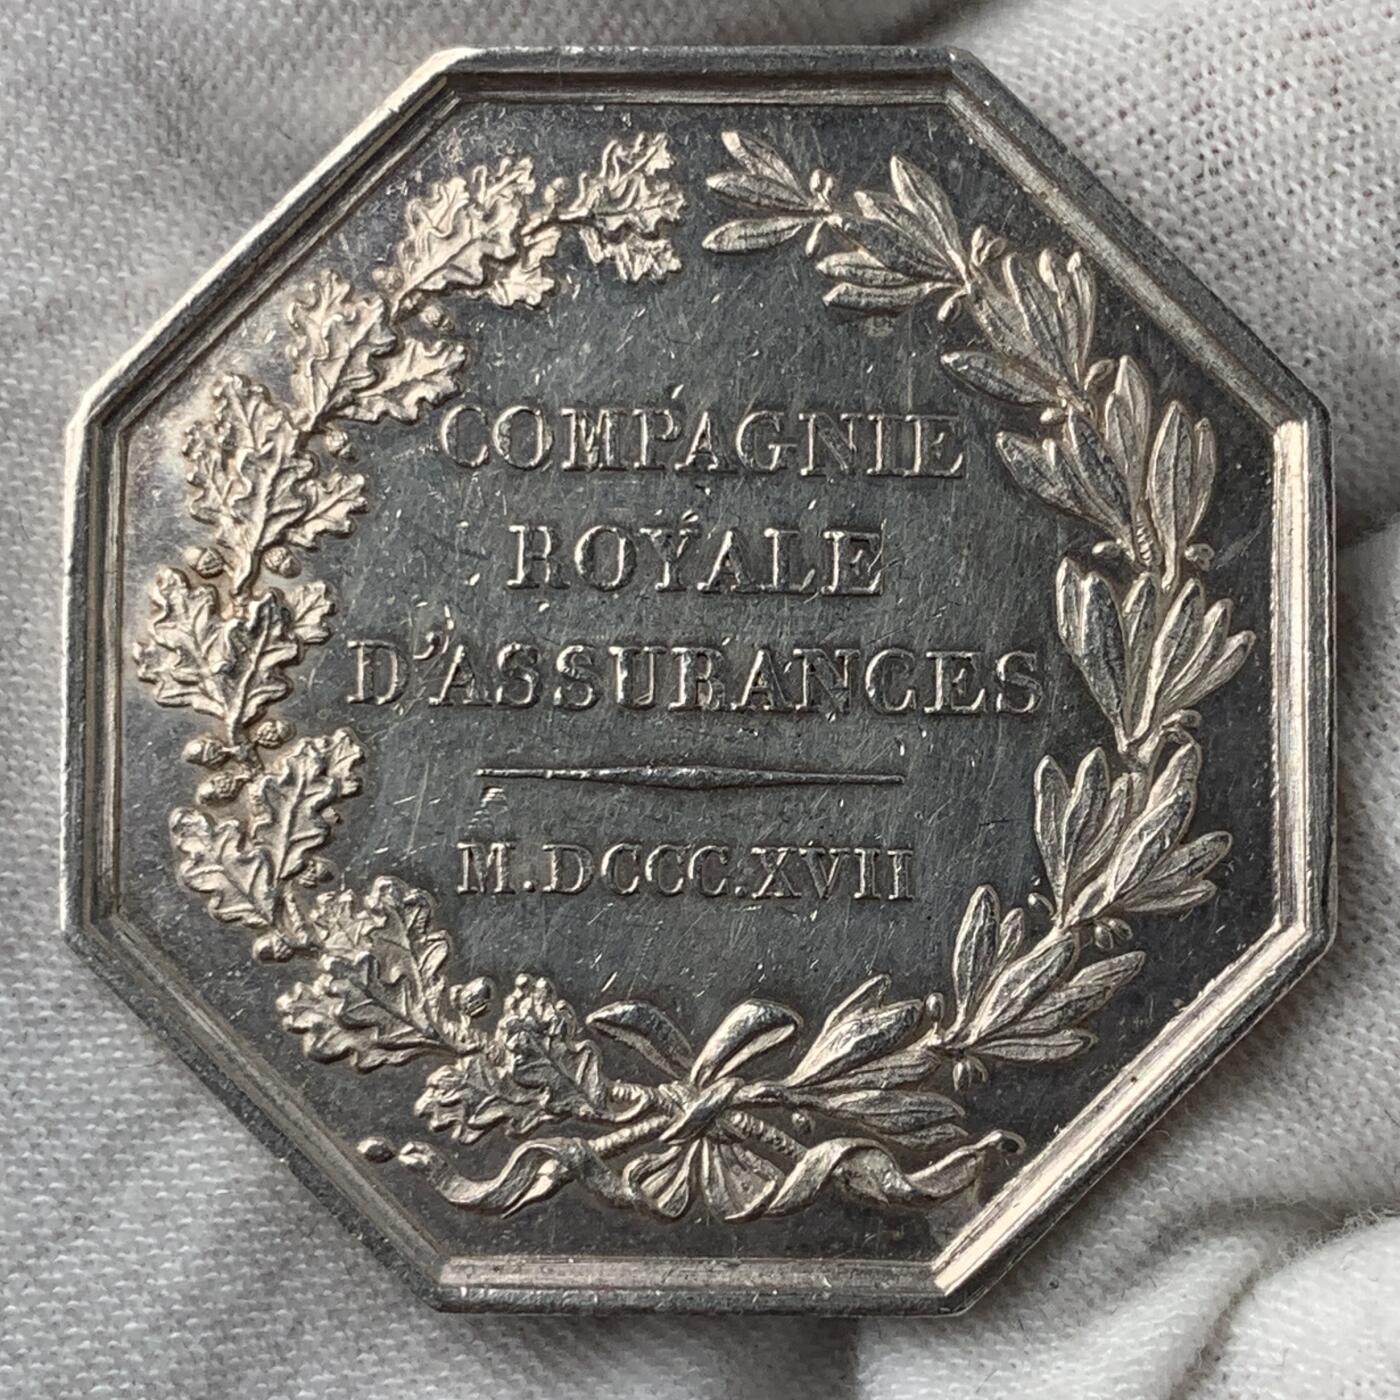 COMPAGNIE
ROYALE
D'ASSURANCES
M.DCCC.XVII